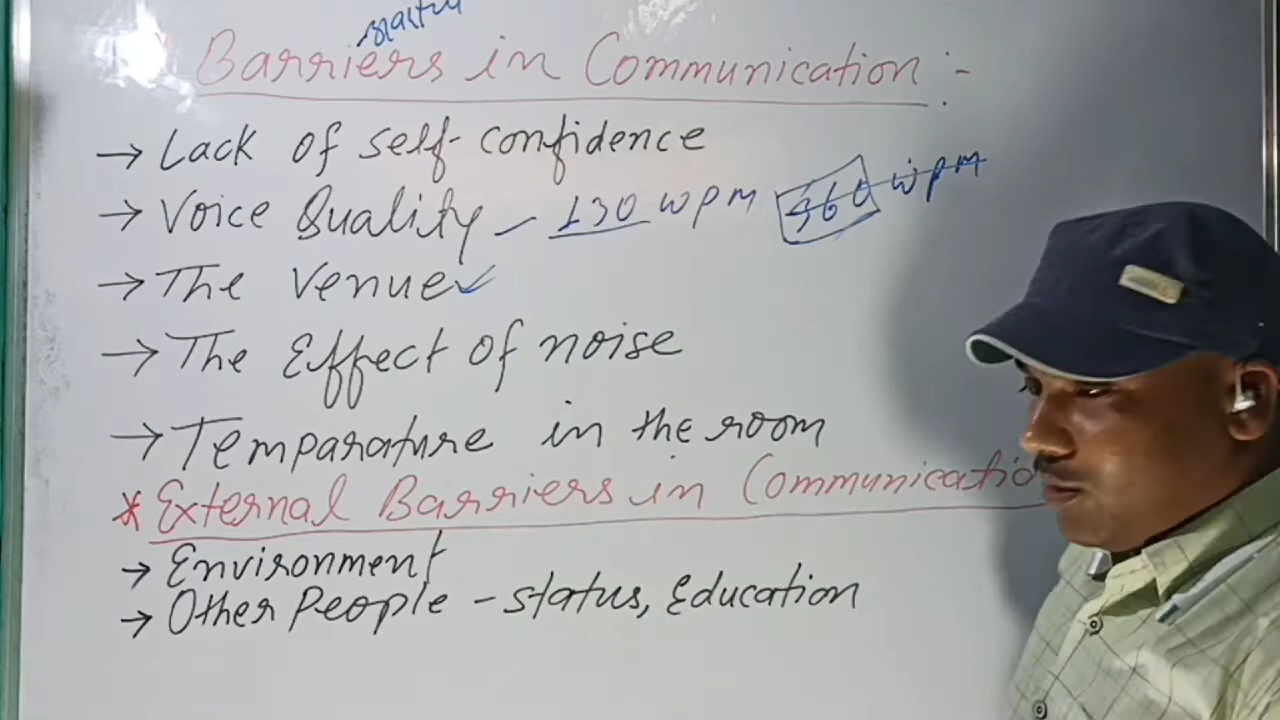 Barriers in Communication :-
→ Lack of self-confidence
→ Voice Quality - 130 wpm 460 wpm
→ The Venue✓
→ The Effect of noise
→ Temparature in the room
* External Barriers in Communicatio
→ Environment
→ Other People - status, Education